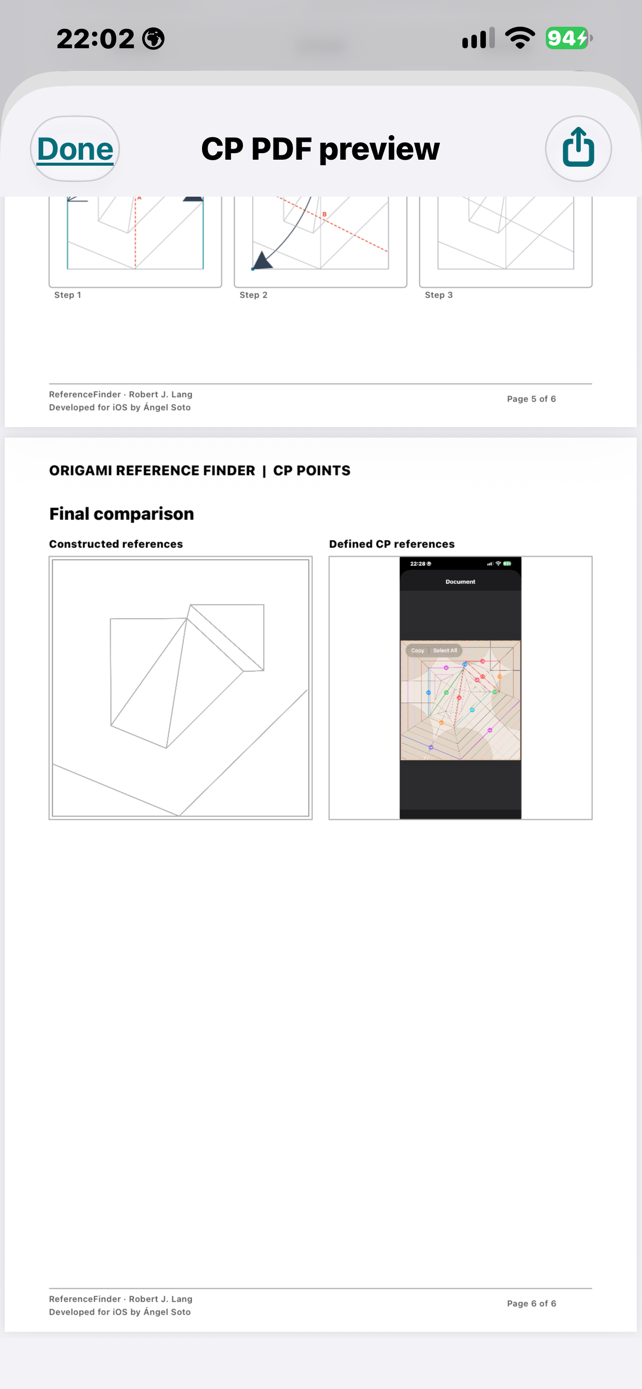 22:02
94
Done
CP PDF preview
A
B
Step 1
Step 2
Step 3
ReferenceFinder · Robert J. Lang
Developed for iOS by Ángel Soto
Page 5 of 6
ORIGAMI REFERENCE FINDER | CP POINTS
Final comparison
Constructed references
Defined CP references
22:28
Document
Copy
Select All
ReferenceFinder · Robert J. Lang
Developed for iOS by Ángel Soto
Page 6 of 6